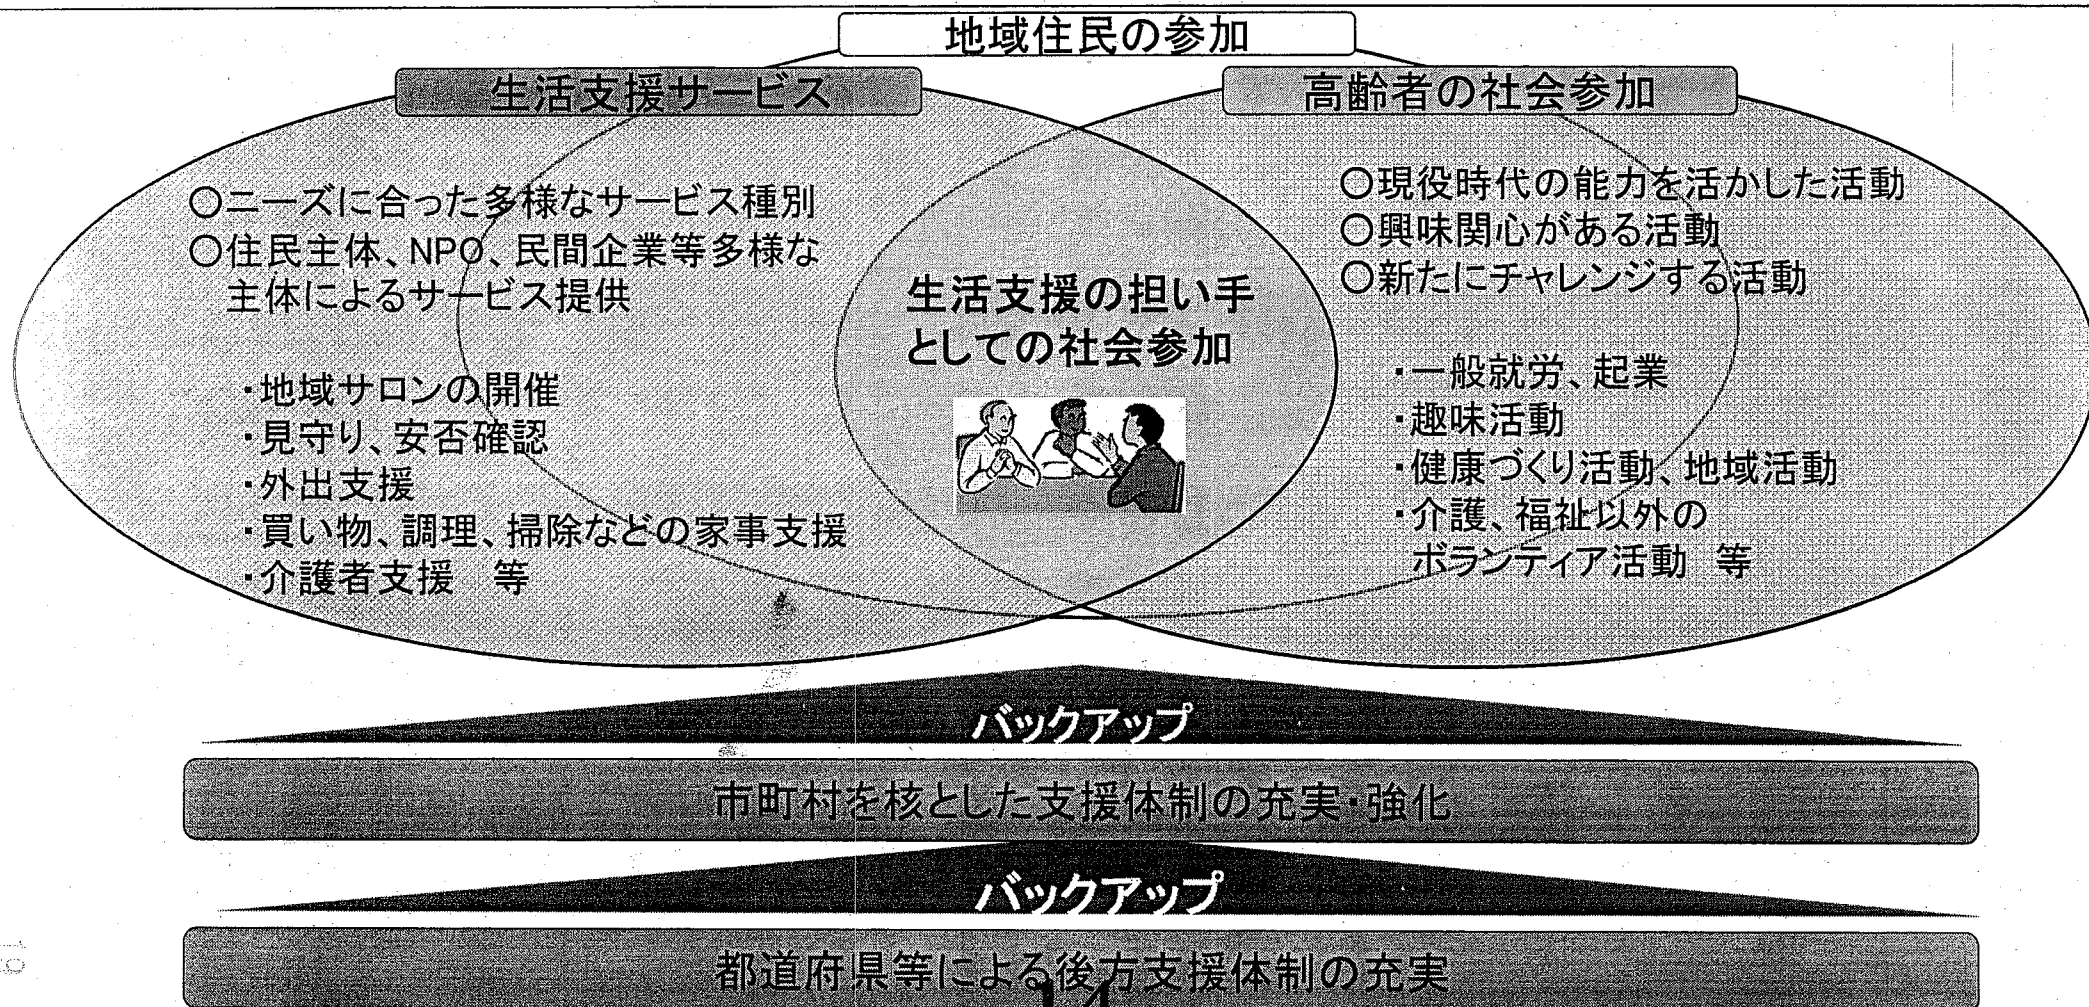 地域住民の参加
生活支援サービス
○ニーズに合った多様なサービス種別
○住民主体、NPO、民間企業等多様な
主体によるサービス提供
・地域サロンの開催
・見守り、安否確認
・外出支援
・買い物、調理、掃除などの家事支援
・介護者支援　等
生活支援の担い手
としての社会参加
高齢者の社会参加
○現役時代の能力を活かした活動
○興味関心がある活動
○新たにチャレンジする活動
・一般就労、起業
・趣味活動
・健康づくり活動、地域活動
・介護、福祉以外の
ボランティア活動　等
バックアップ
市町村を核とした支援体制の充実・強化
バックアップ
都道府県等による後方支援体制の充実
14